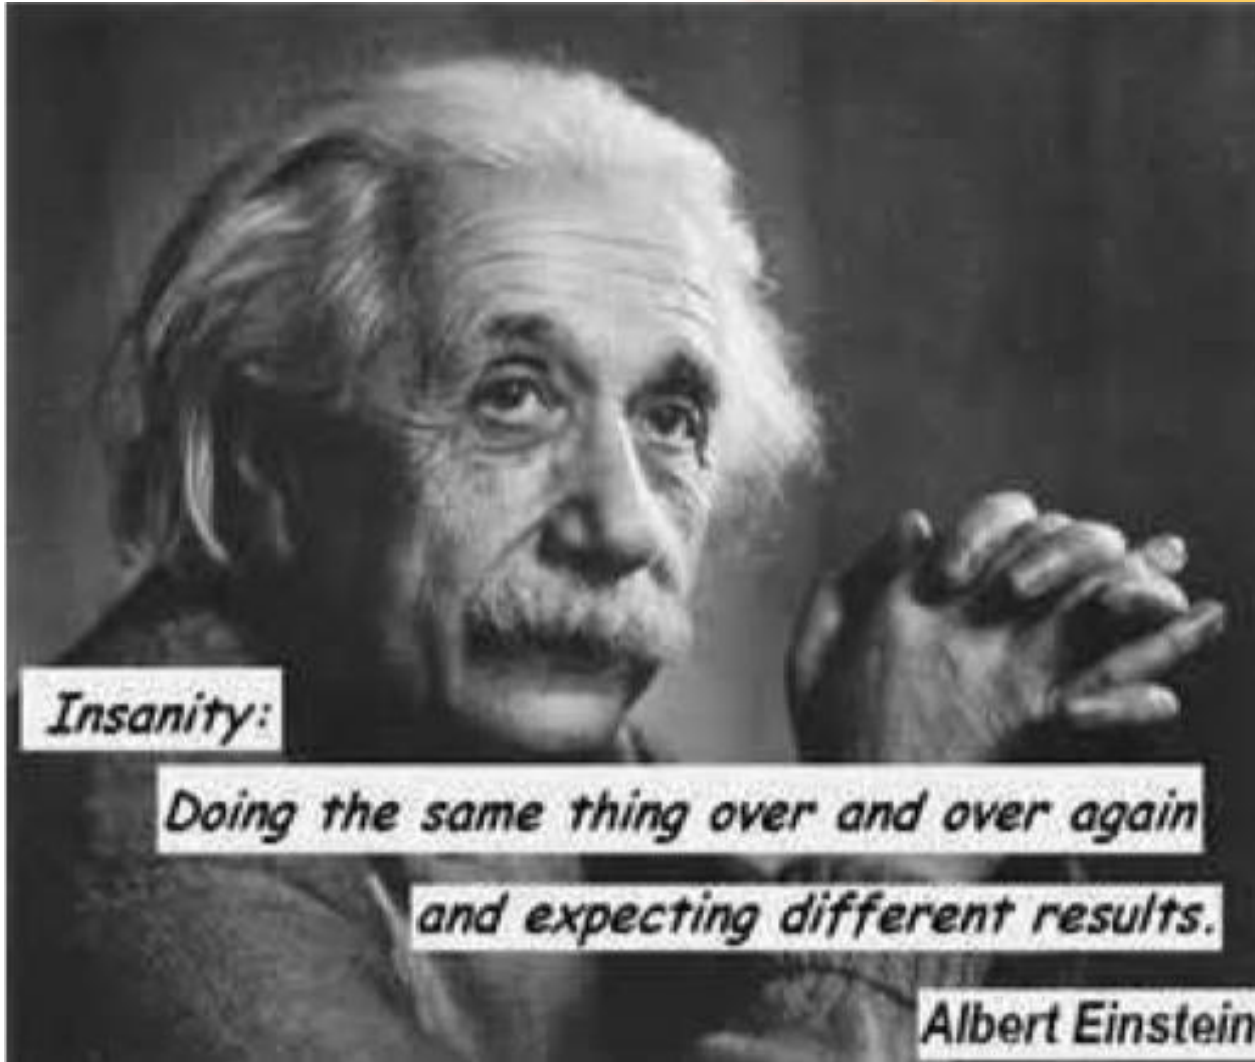 Insanity:
Doing the same thing over and over again
and expecting different results.
Albert Einstein